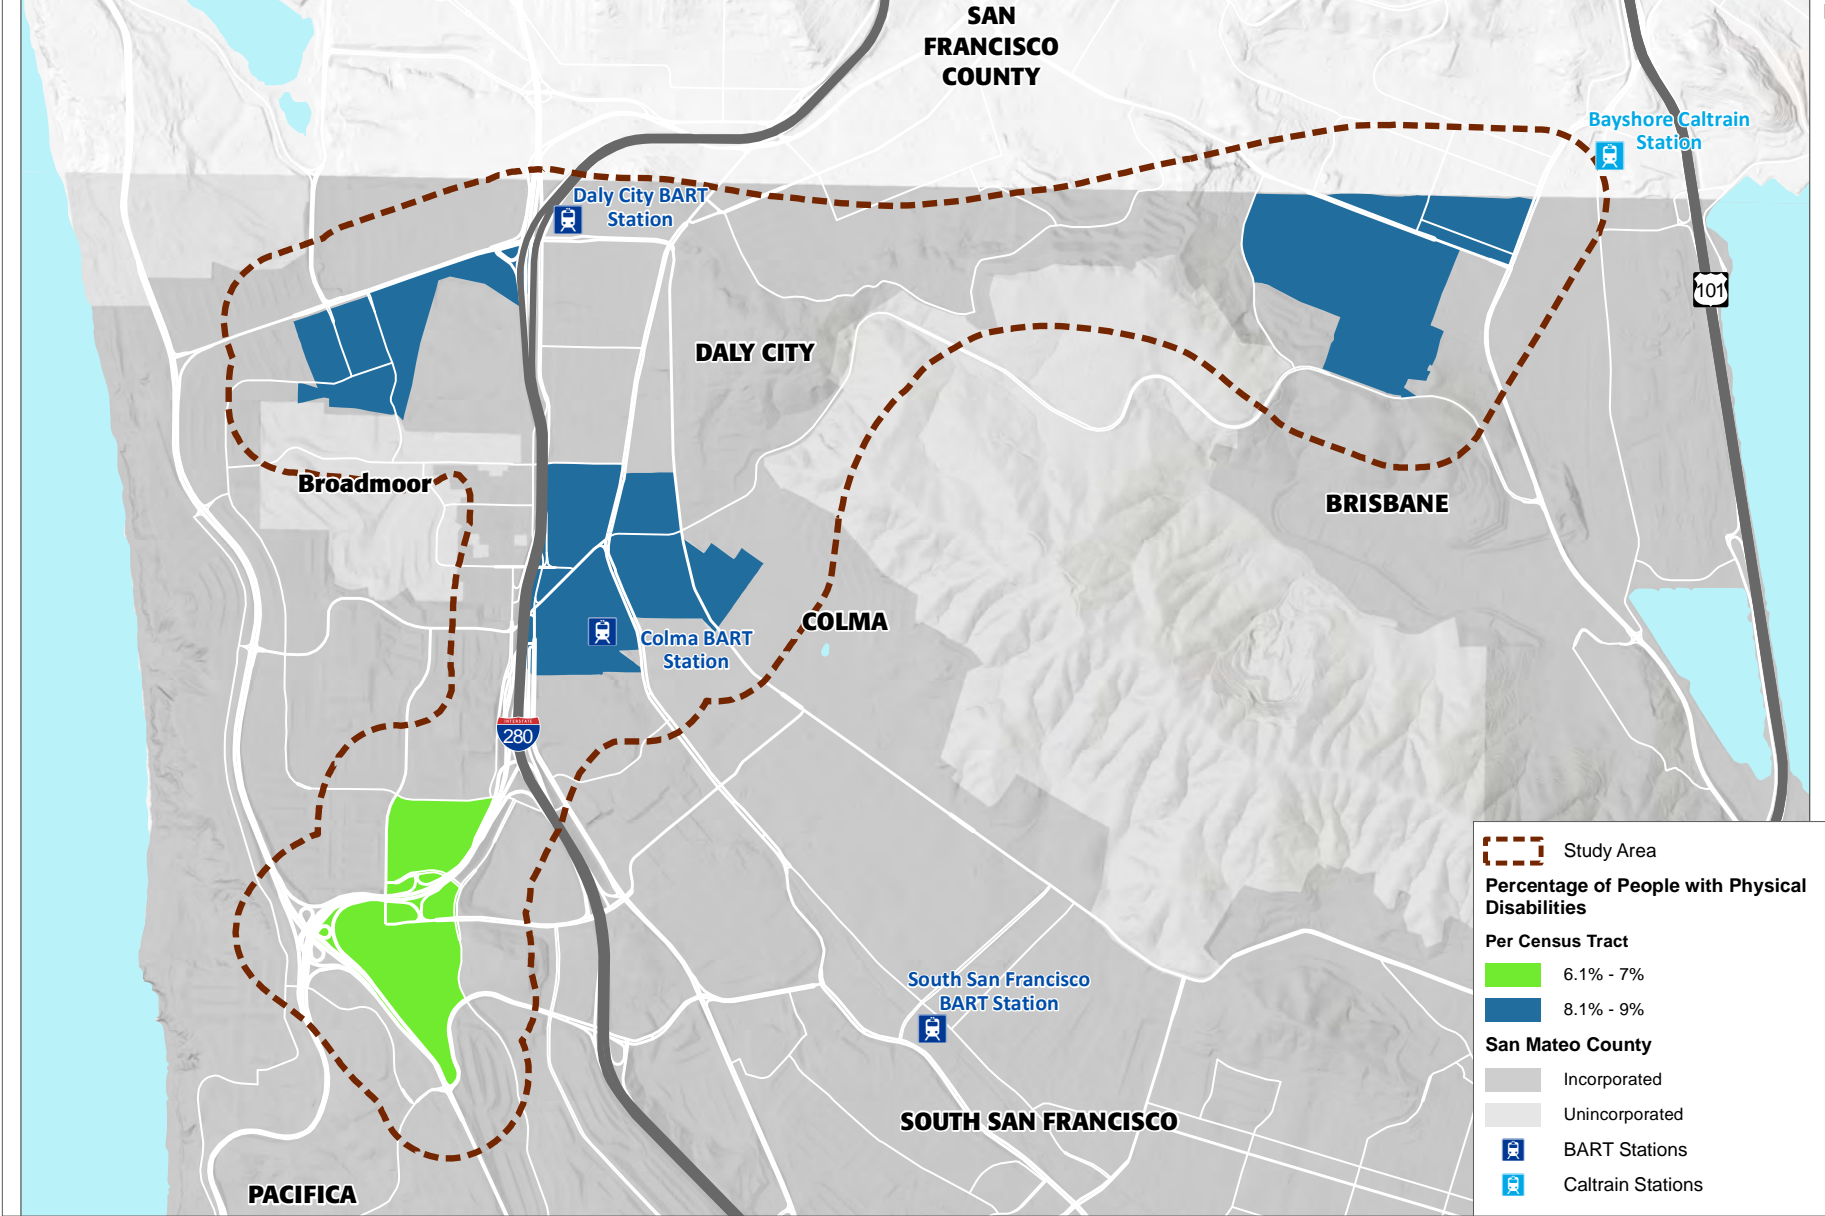 SAN
FRANCISCO
COUNTY
Bayshore Caltrain
Station
Daly City BART
Station
101
DALY CITY
Broadmoor
BRISBANE
COLMA
Colma BART
Station
INTERSTATE
280
South San Francisco
BART Station
SOUTH SAN FRANCISCO
PACIFICA
Study Area
Percentage of People with Physical
Disabilities
Per Census Tract
6.1% - 7%
8.1% - 9%
San Mateo County
Incorporated
Unincorporated
BART Stations
Caltrain Stations